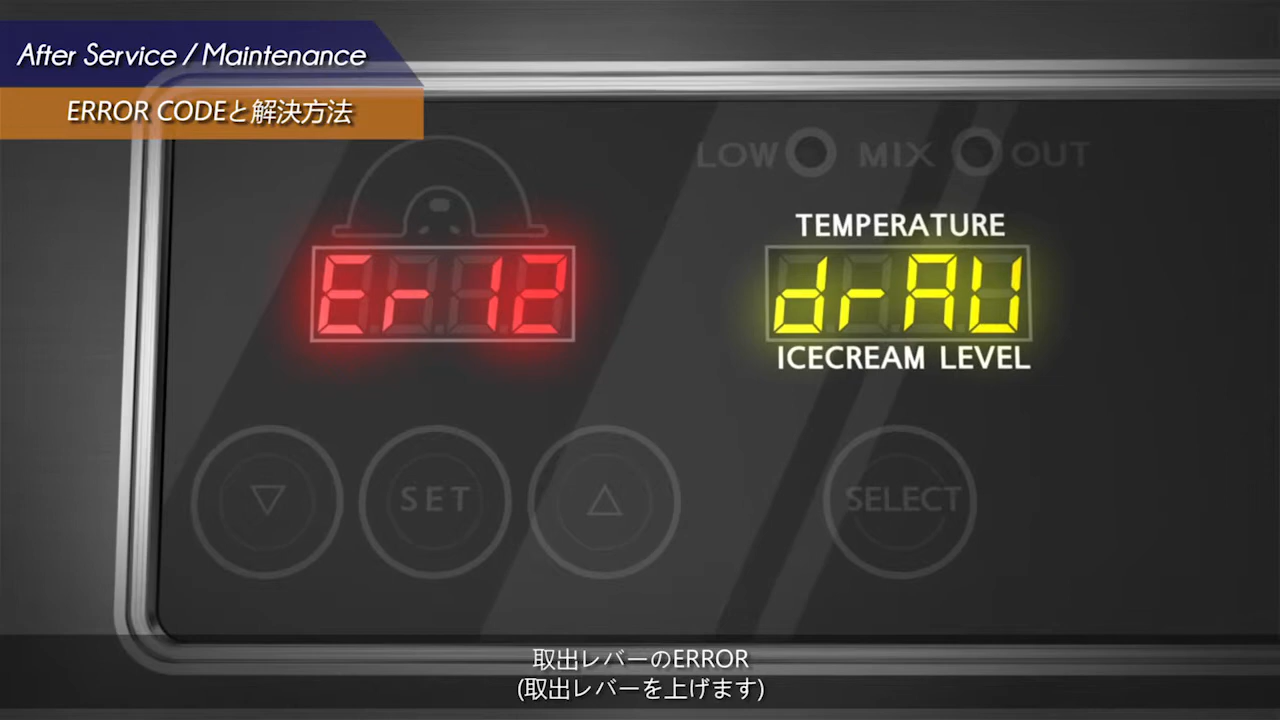 After Service / Maintenance
ERROR CODEと解決方法
LOW MIX OUT
TEMPERATURE
Er 12
drAU
ICECREAM LEVEL
SET
SELECT
取出レバーのERROR
(取出レバーを上げます)